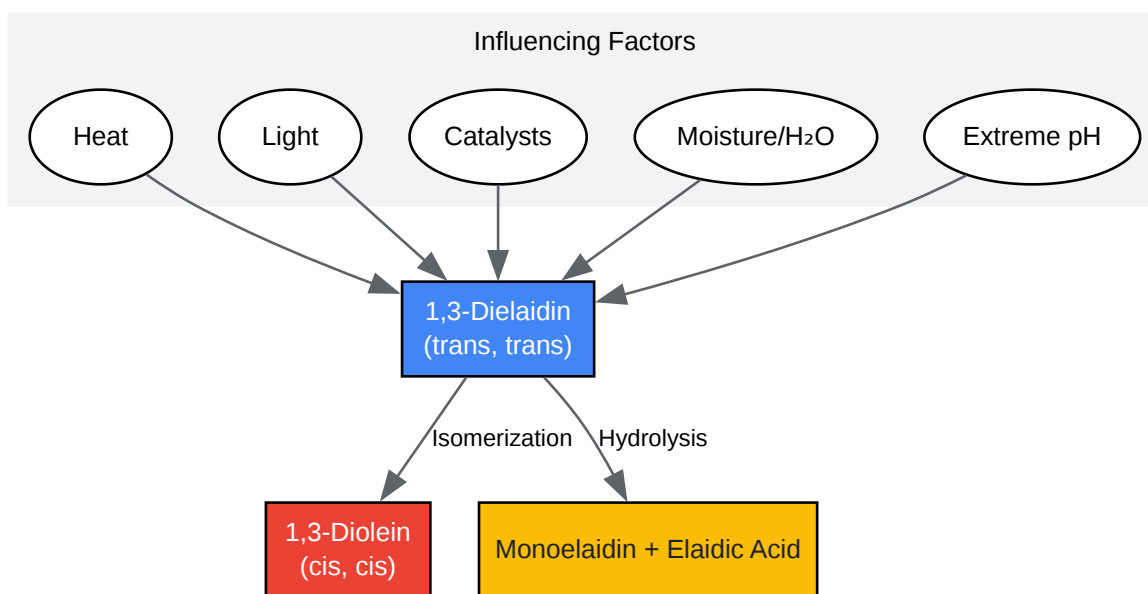 Influencing Factors
Heat
Light
Catalysts
Moisture/H₂O
Extreme pH
1,3-Dielaidin
(trans, trans)
Isomerization
Hydrolysis
1,3-Diolein
(cis, cis)
Monoelaidin + Elaidic Acid